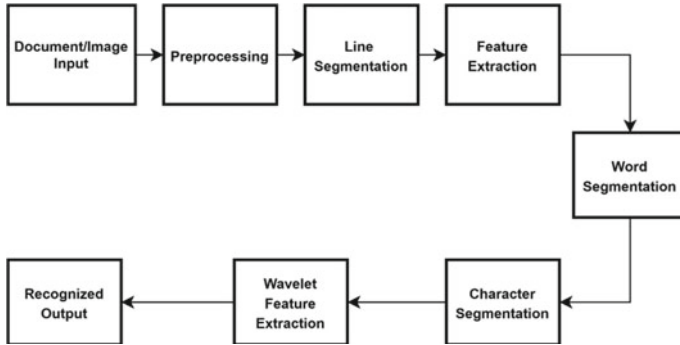 Document/Image
Input
Preprocessing
Line
Segmentation
Feature
Extraction
Word
Segmentation
Character
Segmentation
Wavelet
Feature
Extraction
Recognized
Output